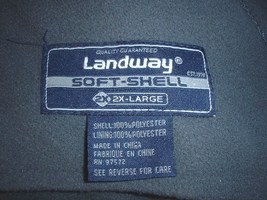 QUALITY GUARANTEED
Landway®
EST. 1978
SOFT-SHELL
2X 2X-LARGE
SHELL:100%POLYESTER
LINING:100%POLYESTER
MADE IN CHINA
FABRIQUE EN CHINE
RN 97572
SEE REVERSE FOR CARE